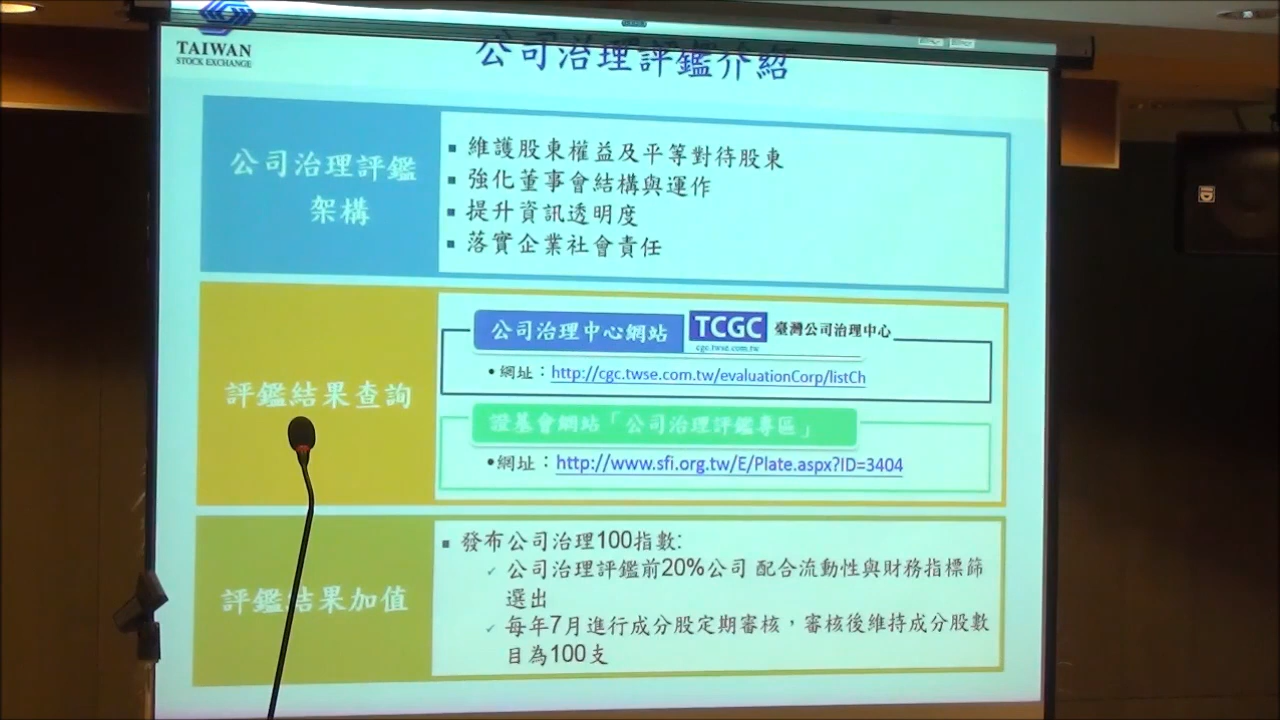 TAIWAN
STOCK EXCHANGE
公司治理評鑑介紹
公司治理評鑑
架構
▪ 維護股東權益及平等對待股東
▪ 強化董事會結構與運作
▪ 提升資訊透明度
▪ 落實企業社會責任
評鑑結果查詢
公司治理中心網站
TCGC 臺灣公司治理中心
cgc.twse.com.tw
•網址：http://cgc.twse.com.tw/evaluationCorp/listCh
證基會網站「公司治理評鑑專區」
•網址：http://www.sfi.org.tw/E/Plate.aspx?ID=3404
評鑑結果加值
▪ 發布公司治理100指數:
✓ 公司治理評鑑前20%公司 配合流動性與財務指標篩
選出
✓ 每年7月進行成分股定期審核，審核後維持成分股數
目為100支